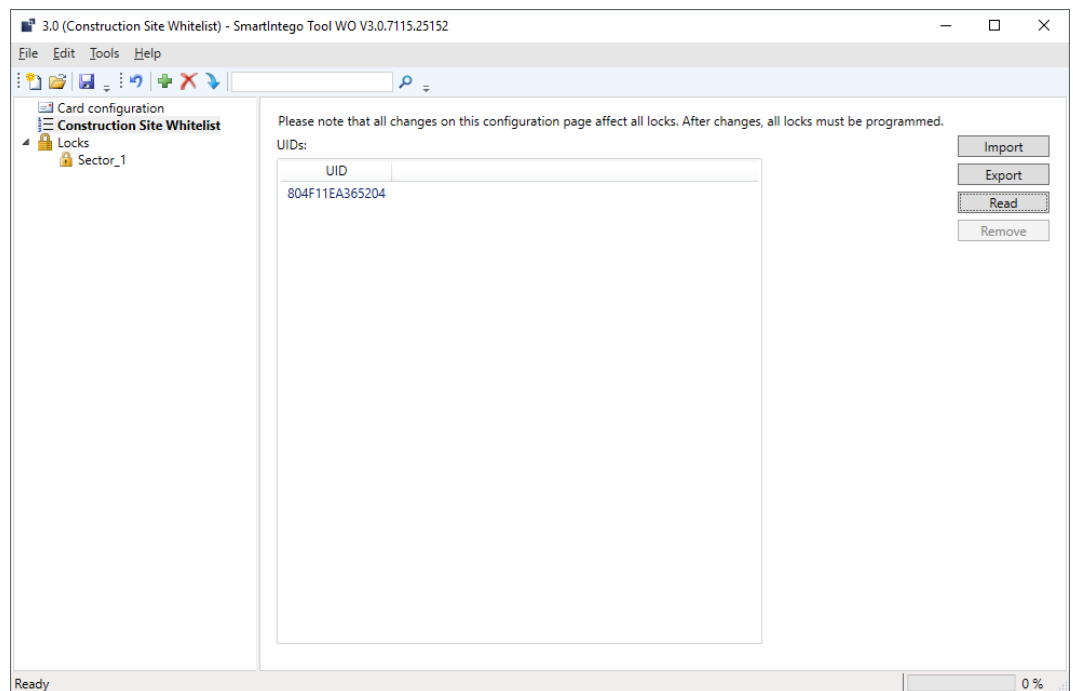 3.0 (Construction Site Whitelist) - SmartIntego Tool WO V3.0.7115.25152
File Edit Tools Help
Card configuration
Construction Site Whitelist
Locks
Sector_1
Please note that all changes on this configuration page affect all locks. After changes, all locks must be programmed.
UIDs:
UID
804F11EA365204
Import
Export
Read
Remove
Ready
0 %